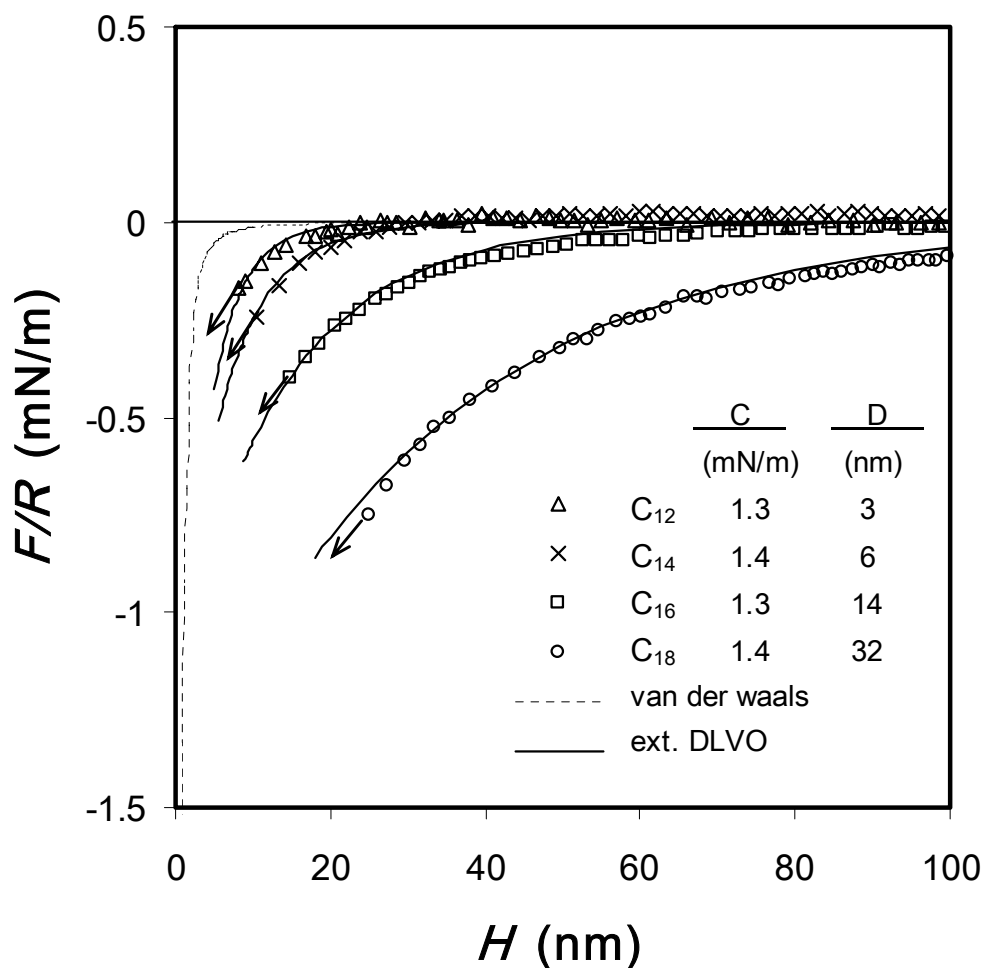 0.5
0
-0.5
-1
-1.5
F/R (mN/m)
C D
(mN/m) (nm)
C₁₂ 1.3 3
C₁₄ 1.4 6
C₁₆ 1.3 14
C₁₈ 1.4 32
van der waals
ext. DLVO
0 20 40 60 80 100
H (nm)